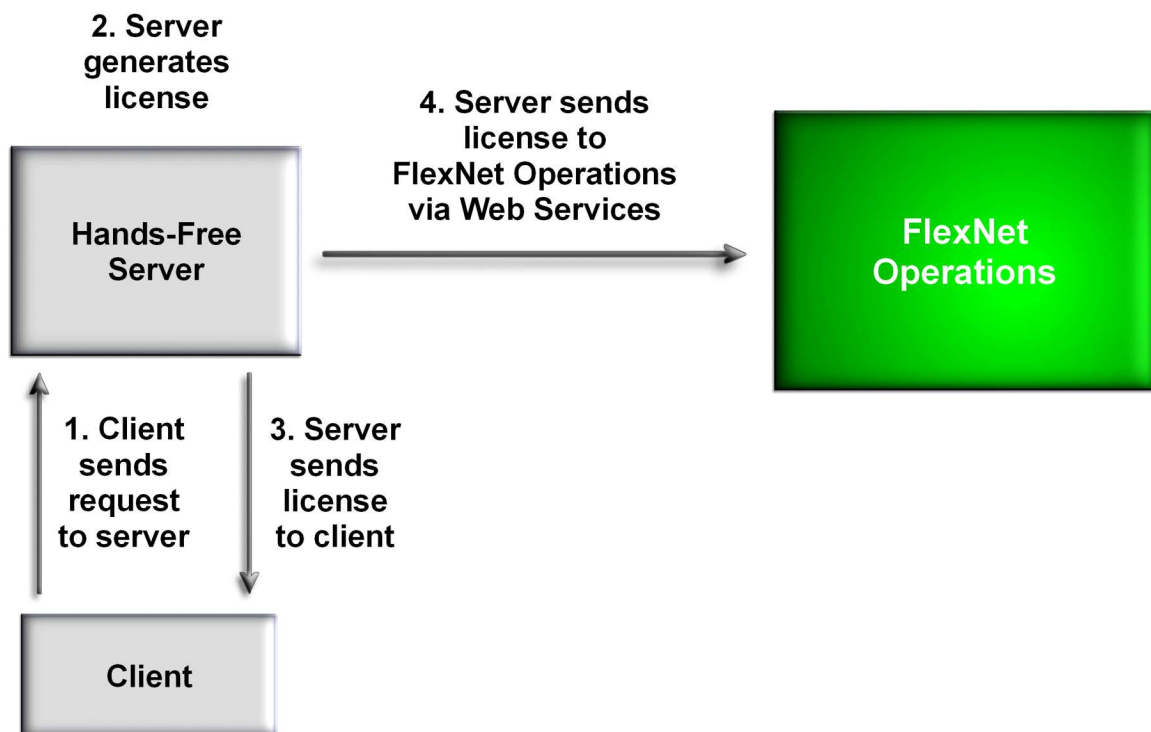 2. Server
generates
license
4. Server sends
license to
FlexNet Operations
via Web Services
Hands-Free
Server
FlexNet
Operations
1. Client
sends
request
to server
3. Server
sends
license
to client
Client